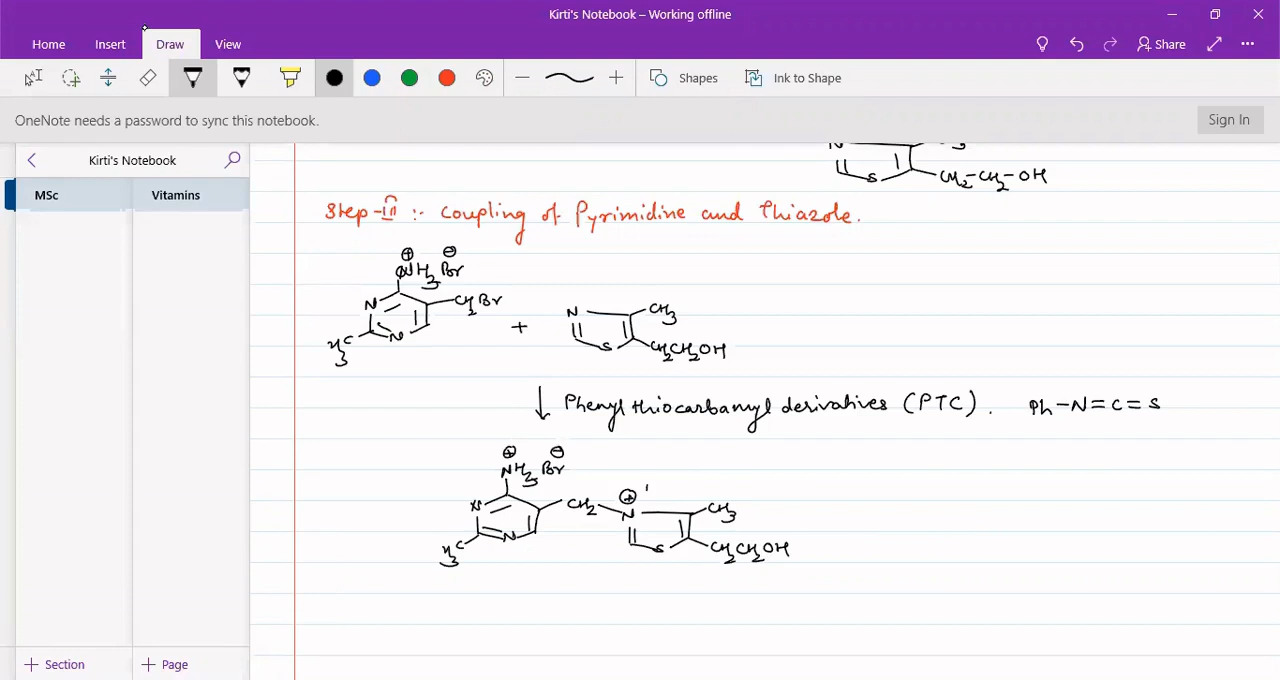 Kirti's Notebook – Working offline
Home Insert Draw View
Share
Shapes Ink to Shape
OneNote needs a password to sync this notebook.
Sign In
Kirti's Notebook
MSc Vitamins
N
S CH2-CH2-OH
Step-III :- Coupling of Pyrimidine and Thiazole.
⊕ ⊖
NH3 Br
N CH2Br
H3C N
+
N CH3
S CH2CH2OH
↓ Phenyl thiocarbamyl derivatives (PTC). Ph-N=C=S
⊕ ⊖
NH3 Br
N CH2 ⊕ N CH3
H3C N S CH2CH2OH
+ Section + Page